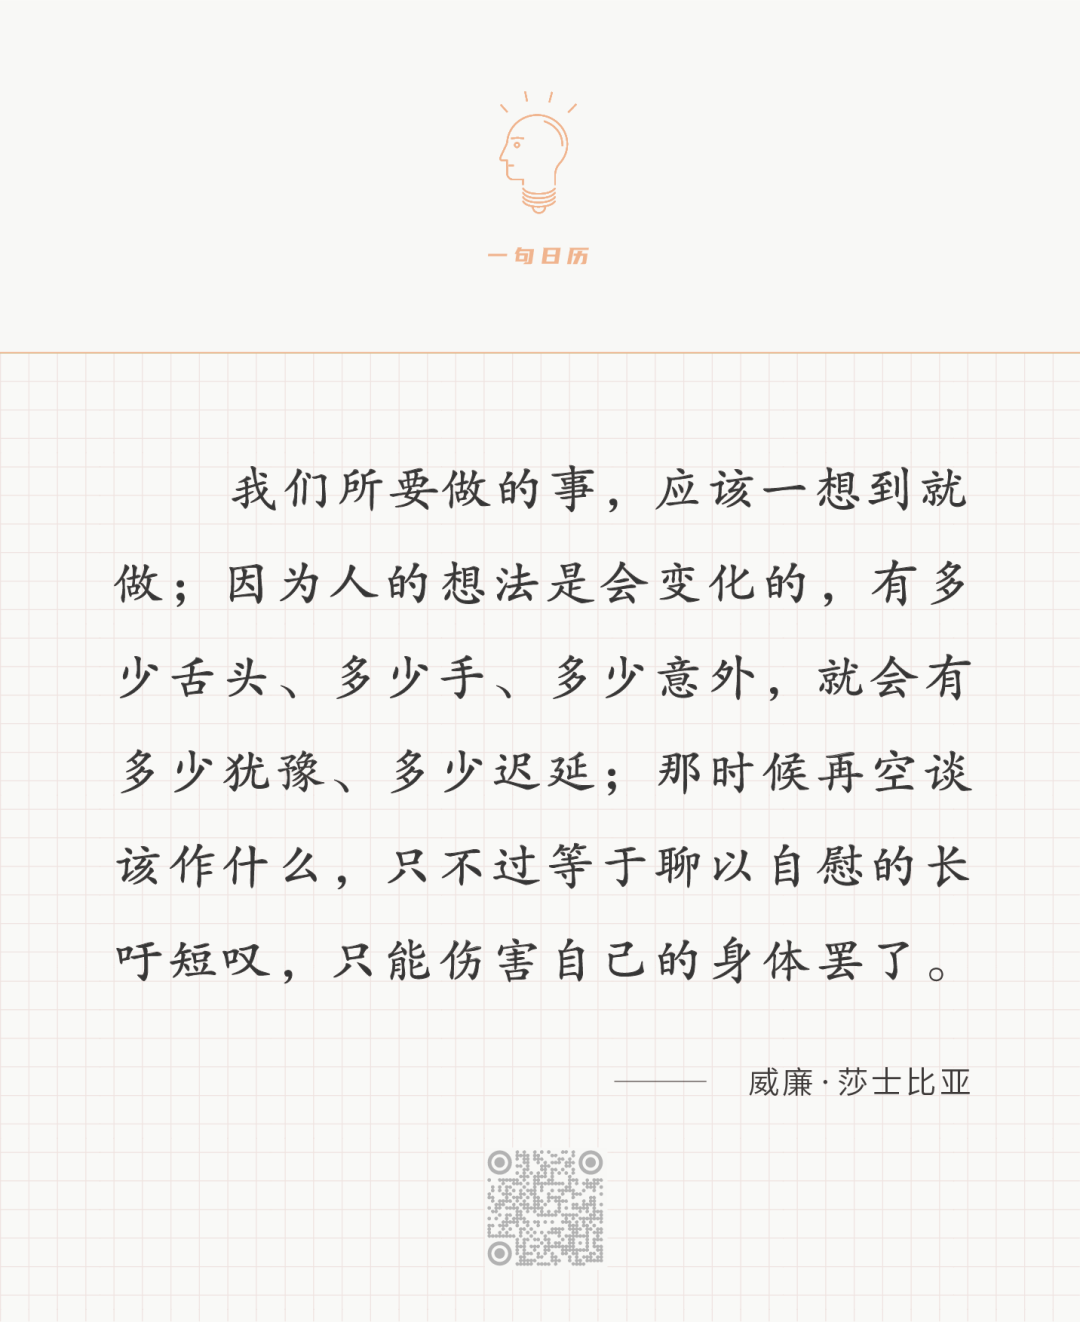 一句日历
我们所要做的事，应该一想到就
做；因为人的想法是会变化的，有多
少舌头、多少手、多少意外，就会有
多少犹豫、多少迟延；那时候再空谈
该作什么，只不过等于聊以自慰的长
吁短叹，只能伤害自己的身体罢了。
—— 威廉·莎士比亚